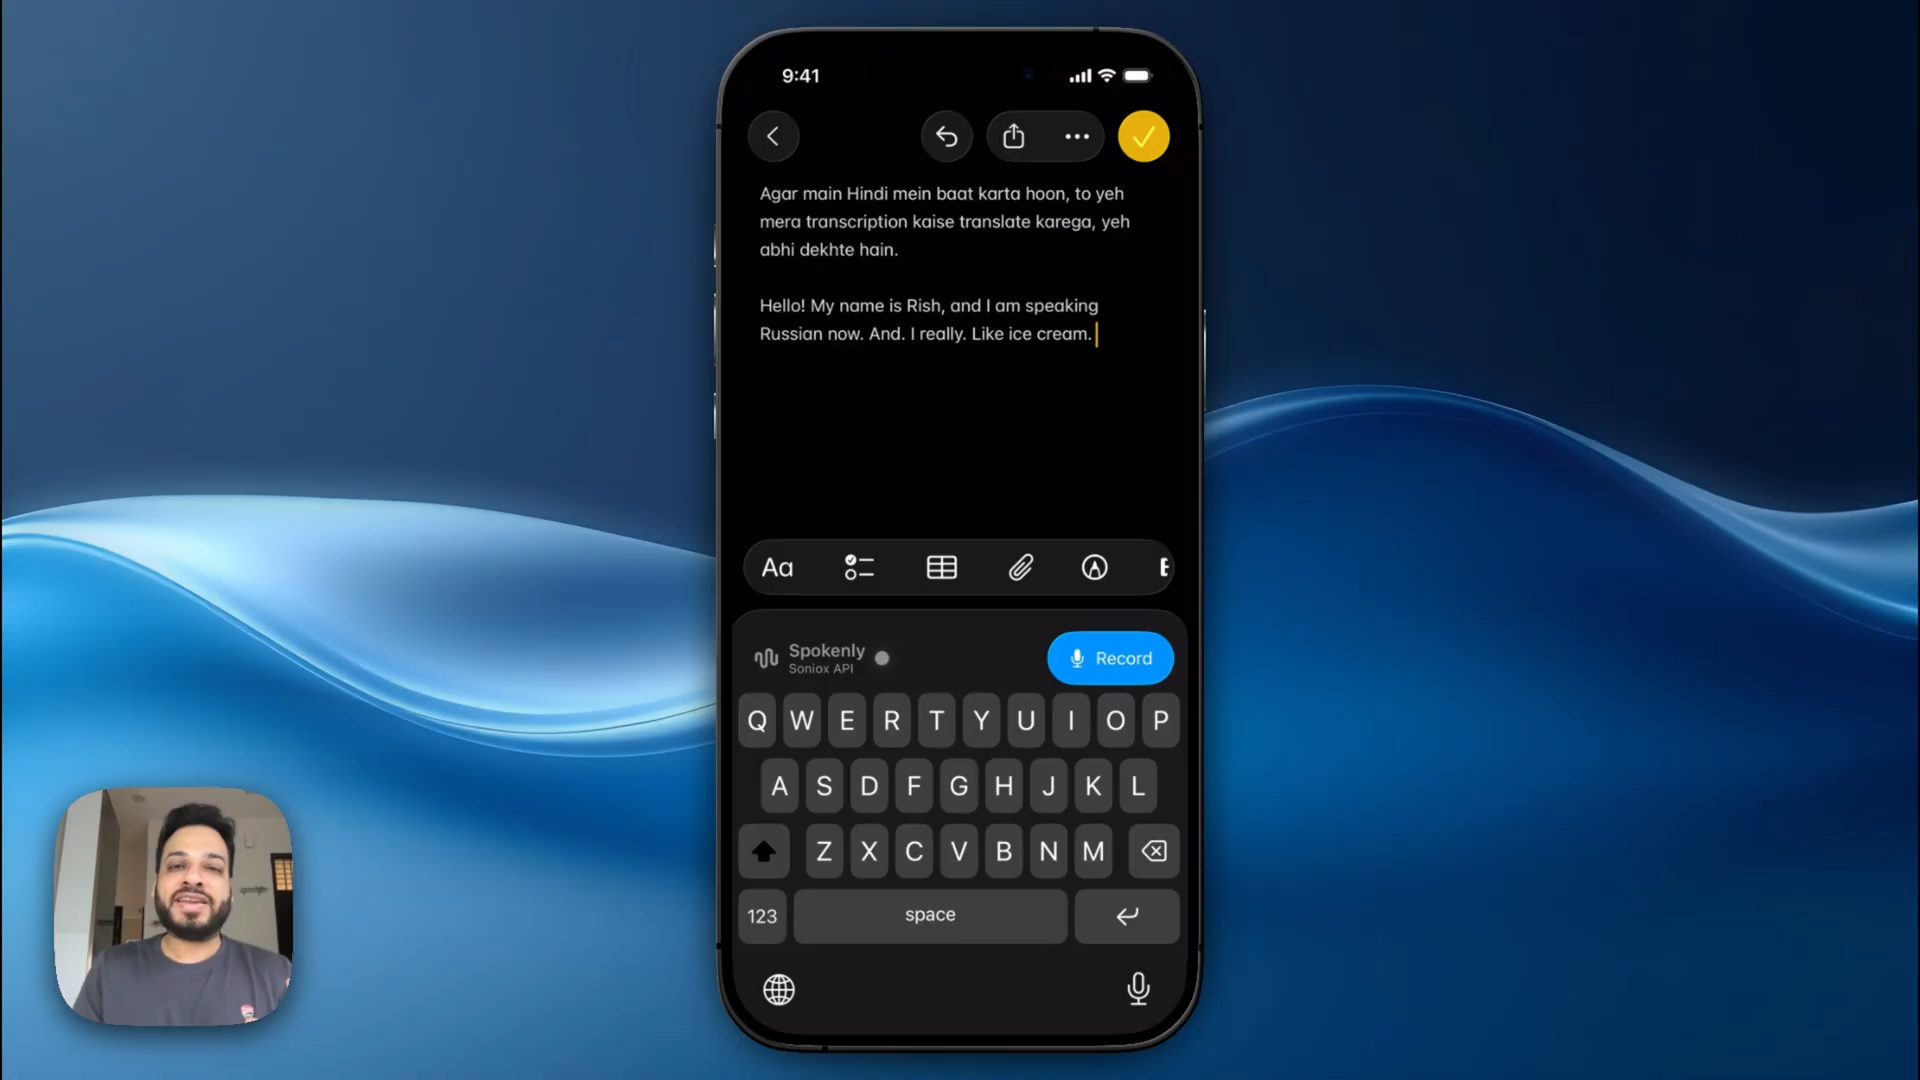 9:41
Agar main Hindi mein baat karta hoon, to yeh
mera transcription kaise translate karega, yeh
abhi dekhte hain.
Hello! My name is Rish, and I am speaking
Russian now. And. I really. Like ice cream.
Aa
Spokenly
Soniox API
Record
Q W E R T Y U I O P
A S D F G H J K L
Z X C V B N M
123 space